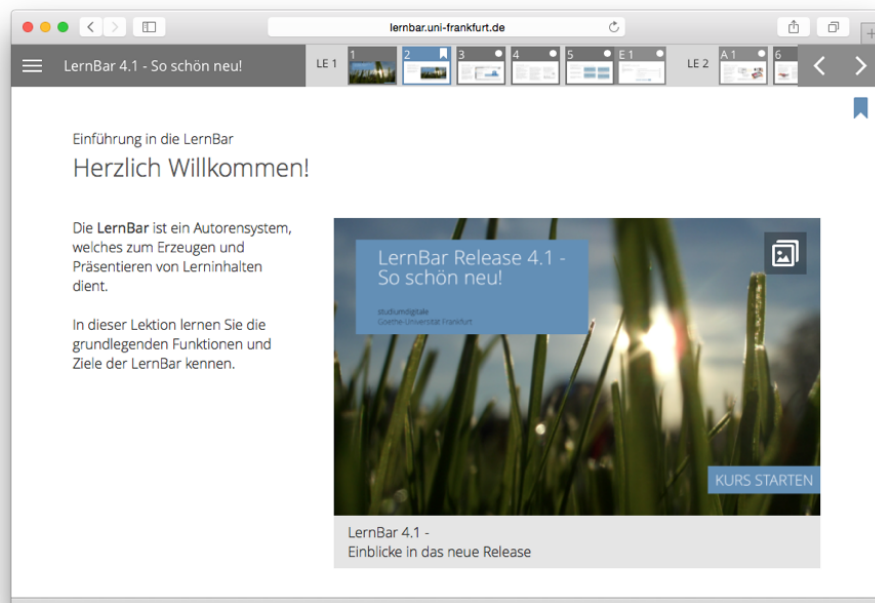 lernbar.uni-frankfurt.de
LernBar 4.1 - So schön neu!
LE 1
1
2
3
4
5
E 1
LE 2
A 1
6
Einführung in die LernBar
Herzlich Willkommen!
Die LernBar ist ein Autorensystem,
welches zum Erzeugen und
Präsentieren von Lerninhalten
dient.
In dieser Lektion lernen Sie die
grundlegenden Funktionen und
Ziele der LernBar kennen.
LernBar Release 4.1 -
So schön neu!
studiumdigitale
Goethe-Universität Frankfurt
KURS STARTEN
LernBar 4.1 -
Einblicke in das neue Release